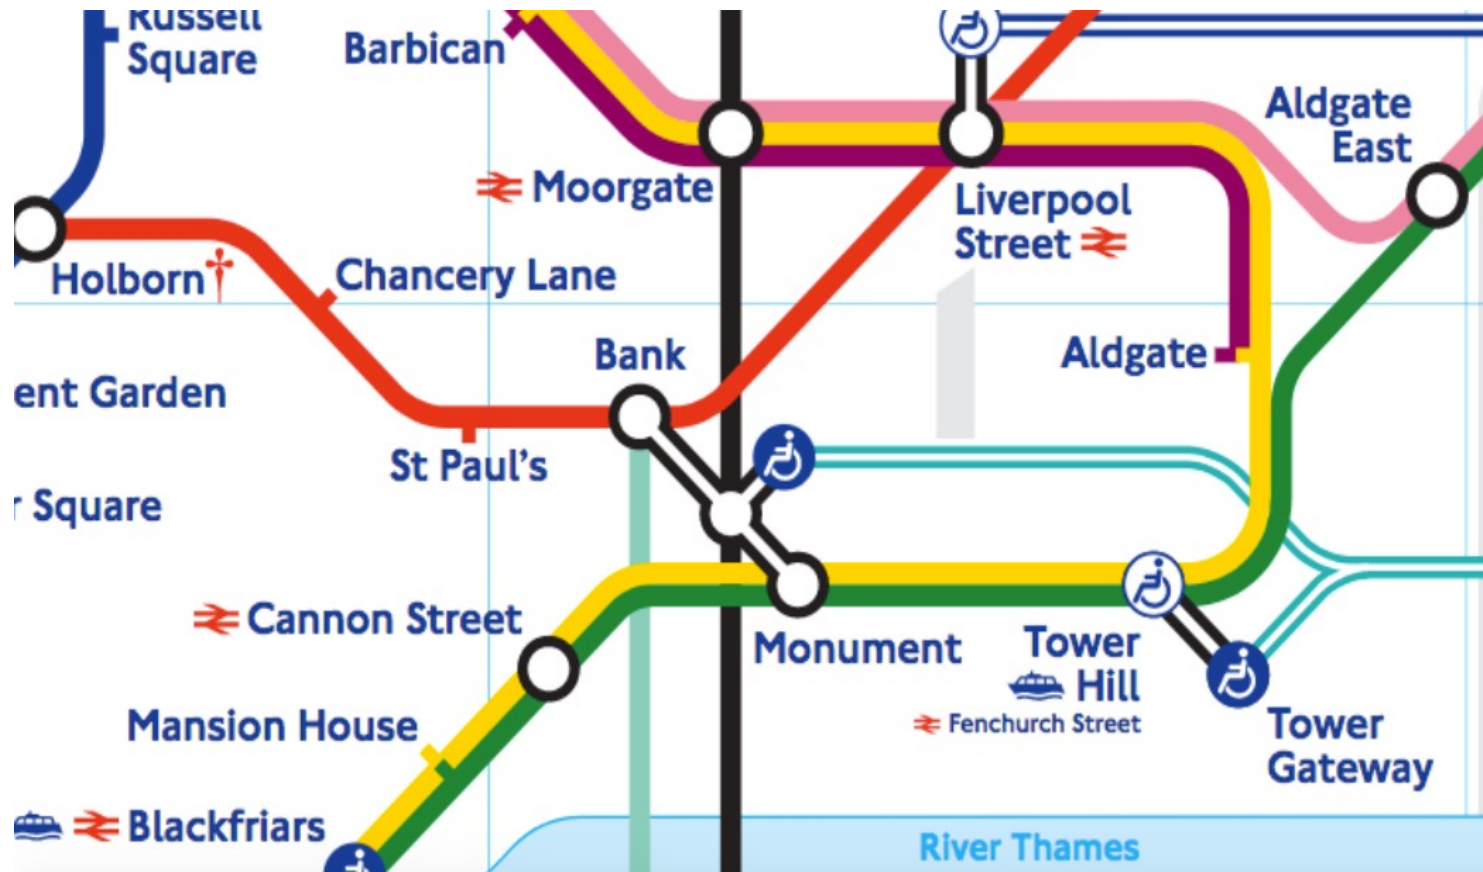 Russell
Square
Barbican
Aldgate
East
Moorgate
Liverpool
Street
Holborn†
Chancery Lane
Bank
Aldgate
ent Garden
St Paul's
r Square
Cannon Street
Monument
Tower
Hill
Fenchurch Street
Mansion House
Tower
Gateway
Blackfriars
River Thames